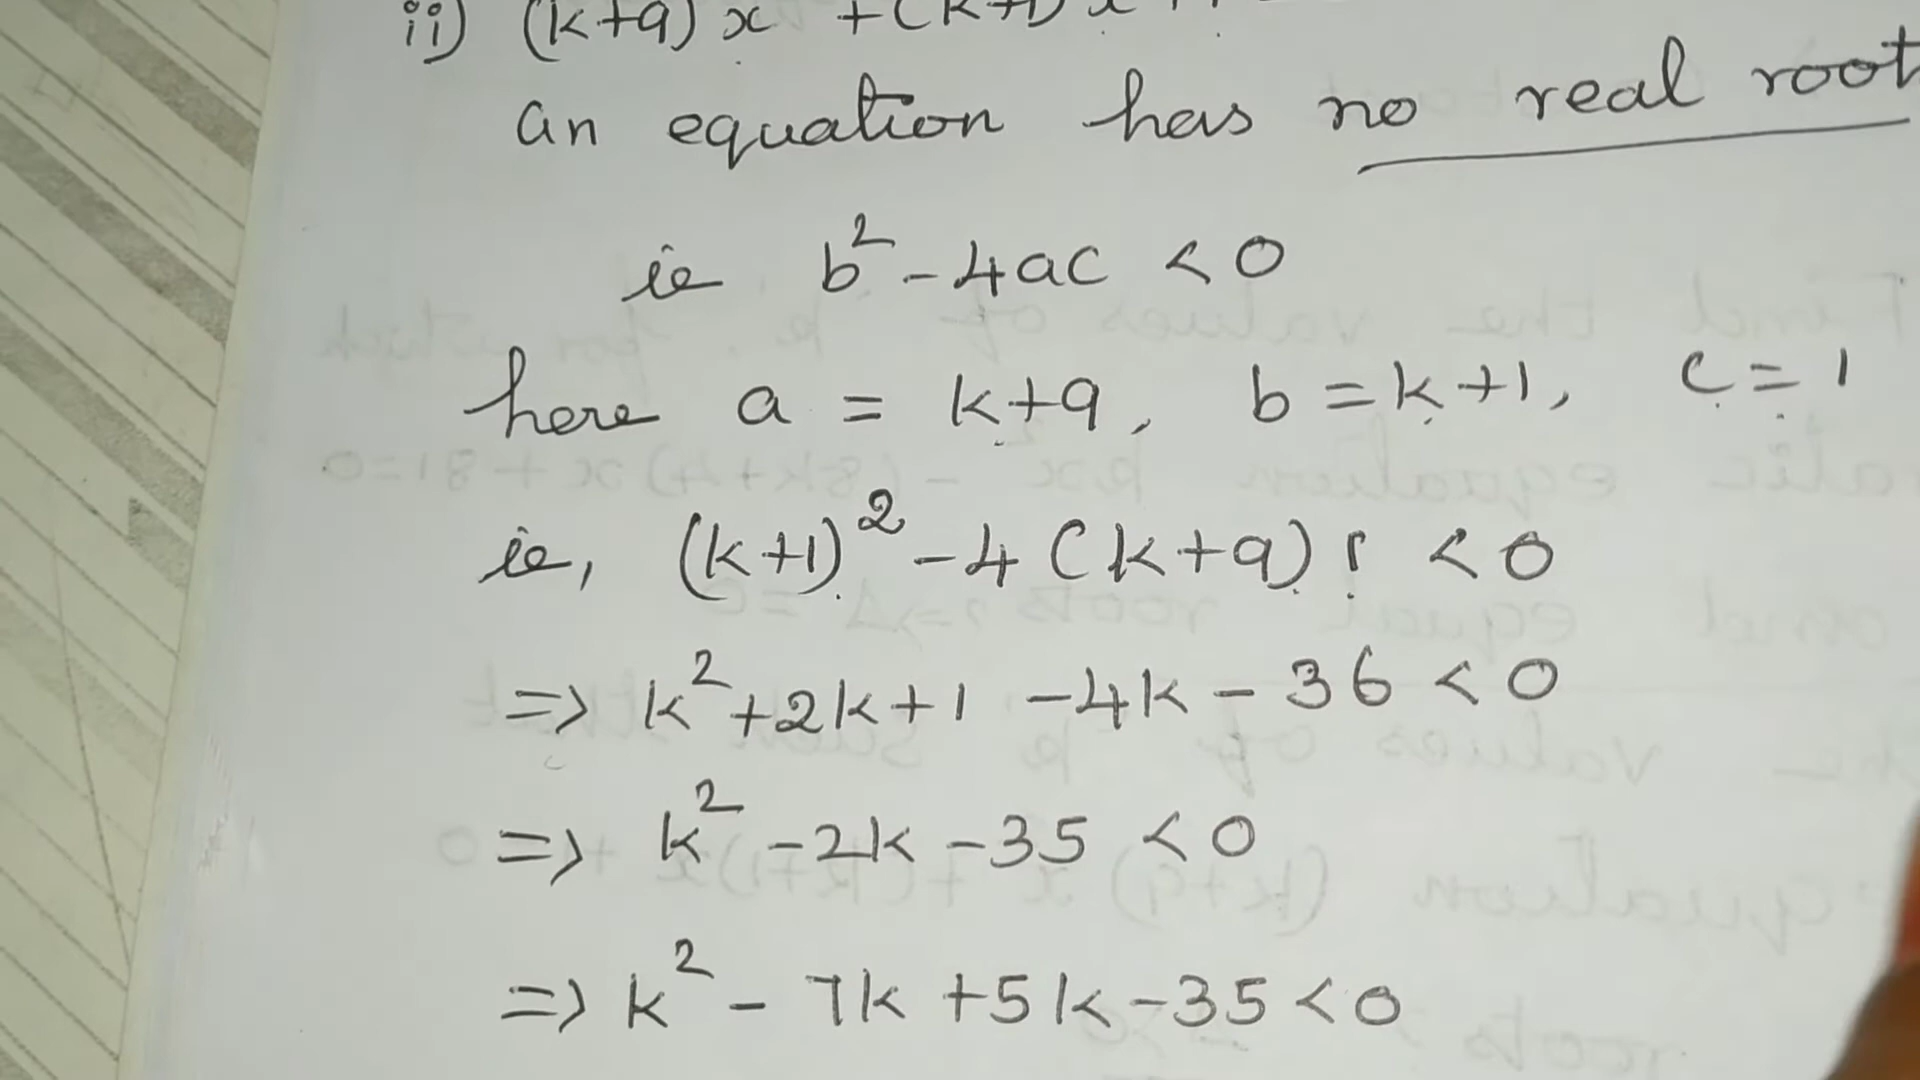 ii) (k+9)x +(k+1)x
an equation has no real root
ie b² - 4ac < 0
here a = k+9, b = k+1, c = 1
ie, (k+1)² - 4(k+9)1 < 0
=> k² + 2k + 1 - 4k - 36 < 0
=> k² - 2k - 35 < 0
=> k² - 7k + 5k - 35 < 0